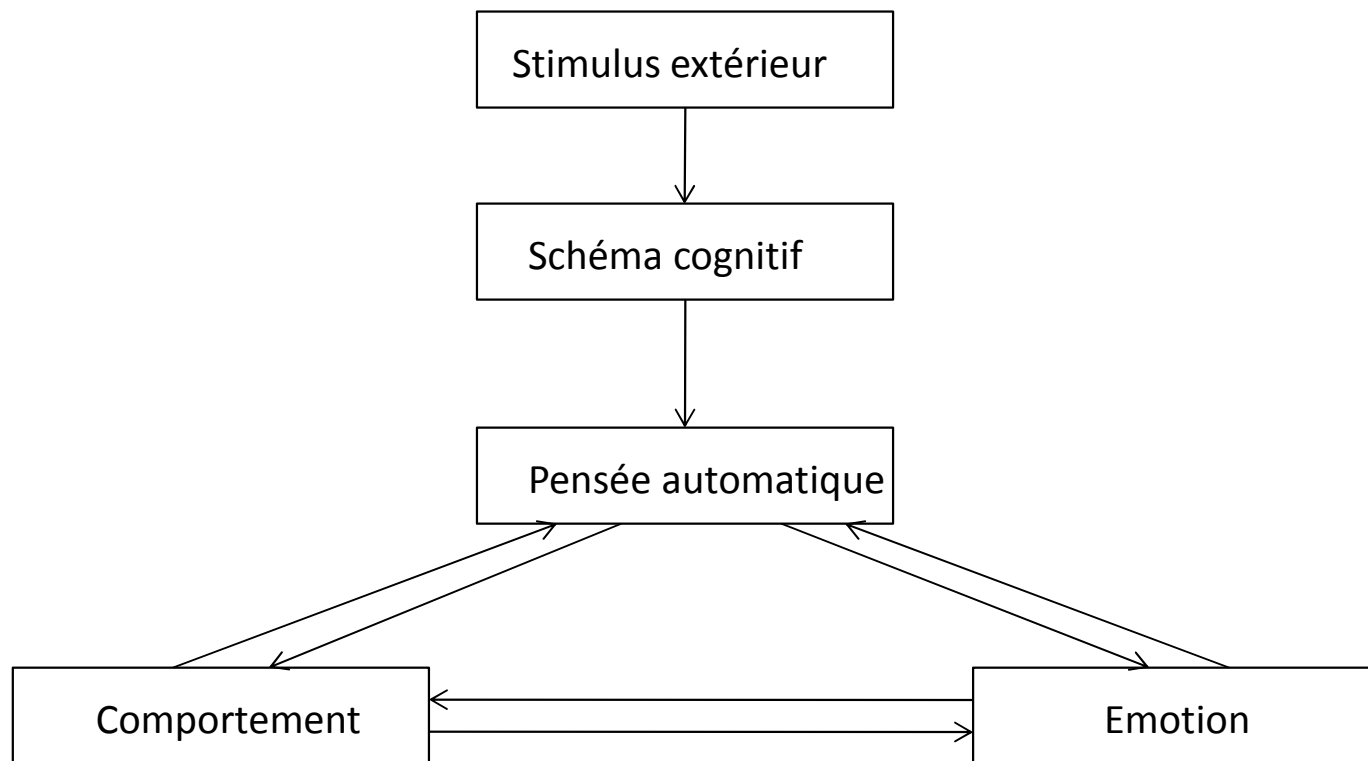 Stimulus extérieur
Schéma cognitif
Pensée automatique
Comportement
Emotion